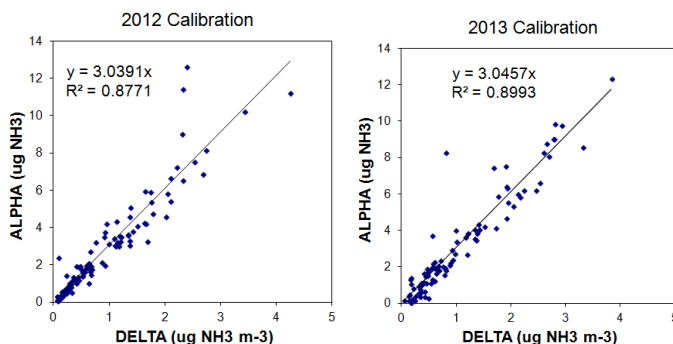 2012 Calibration
14
12
10
8
6
4
2
0
y = 3.0391x
R² = 0.8771
ALPHA (ug NH3)
0 1 2 3 4 5
DELTA (ug NH3 m-3)
2013 Calibration
14
12
10
8
6
4
2
0
y = 3.0457x
R² = 0.8993
ALPHA (ug NH3)
0 1 2 3 4 5
DELTA (ug NH3 m-3)